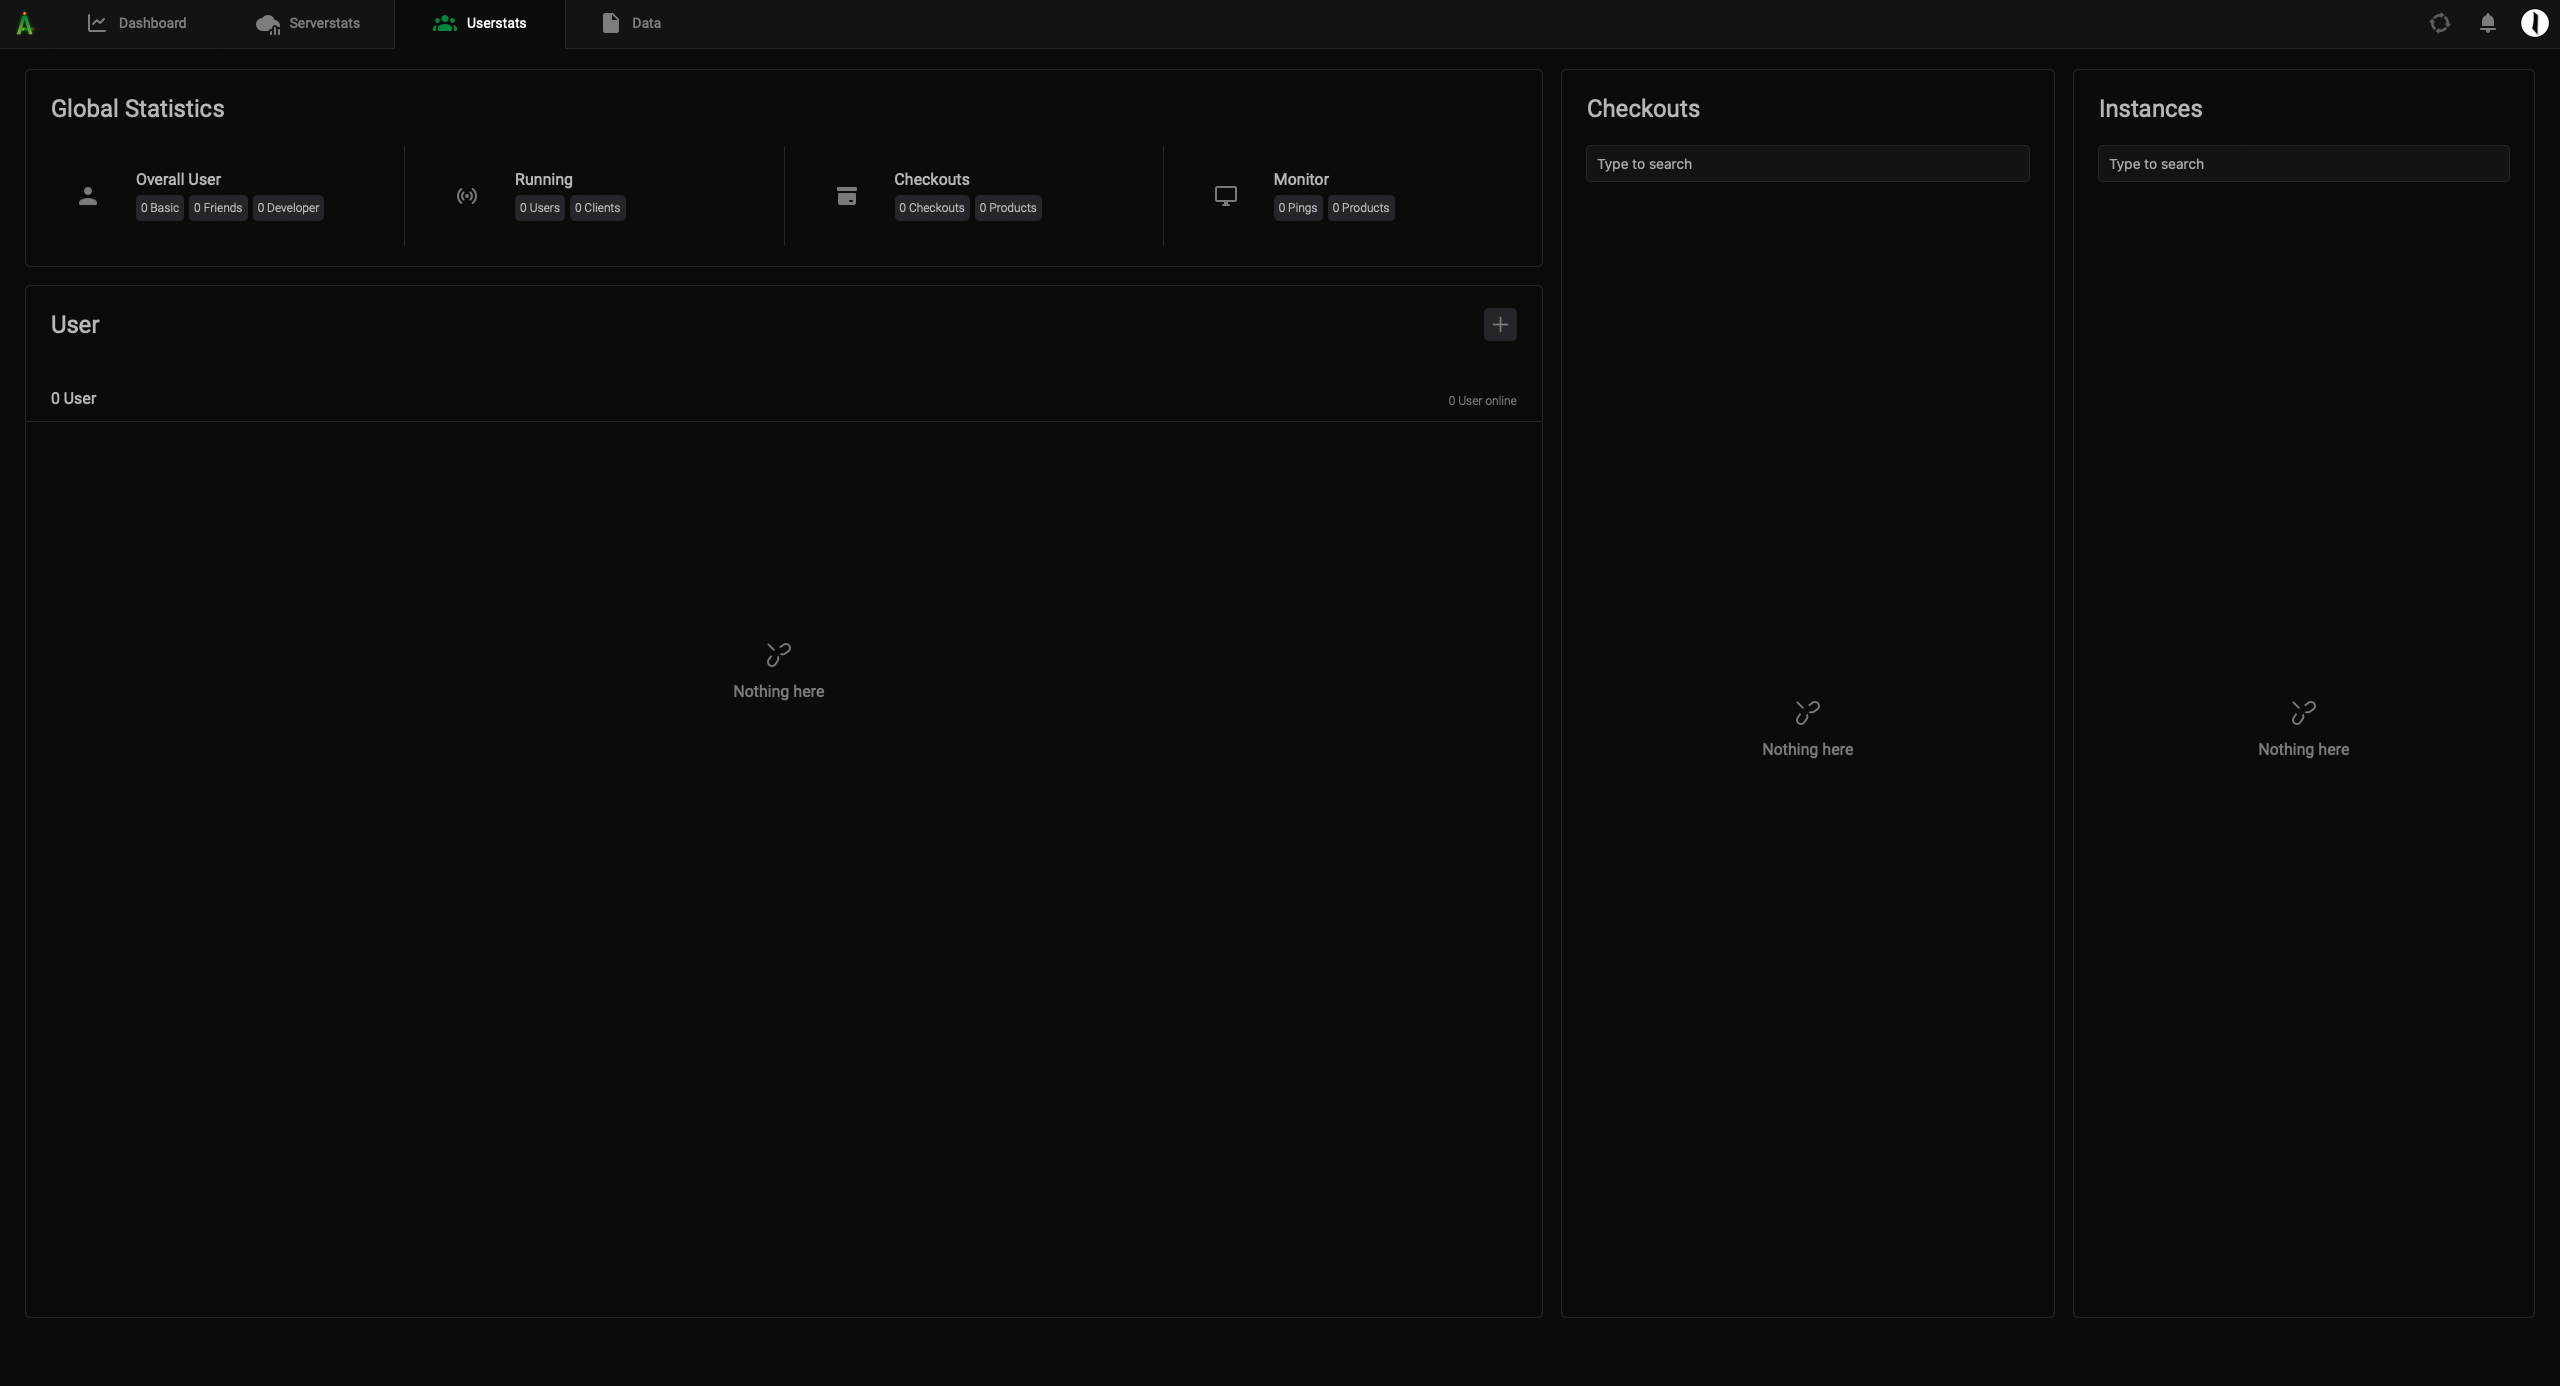 Dashboard
Serverstats
Userstats
Data
Global Statistics
Overall User
0 Basic 0 Friends 0 Developer
Running
0 Users 0 Clients
Checkouts
0 Checkouts 0 Products
Monitor
0 Pings 0 Products
User
0 User
0 User online
Nothing here
Checkouts
Type to search
Nothing here
Instances
Type to search
Nothing here